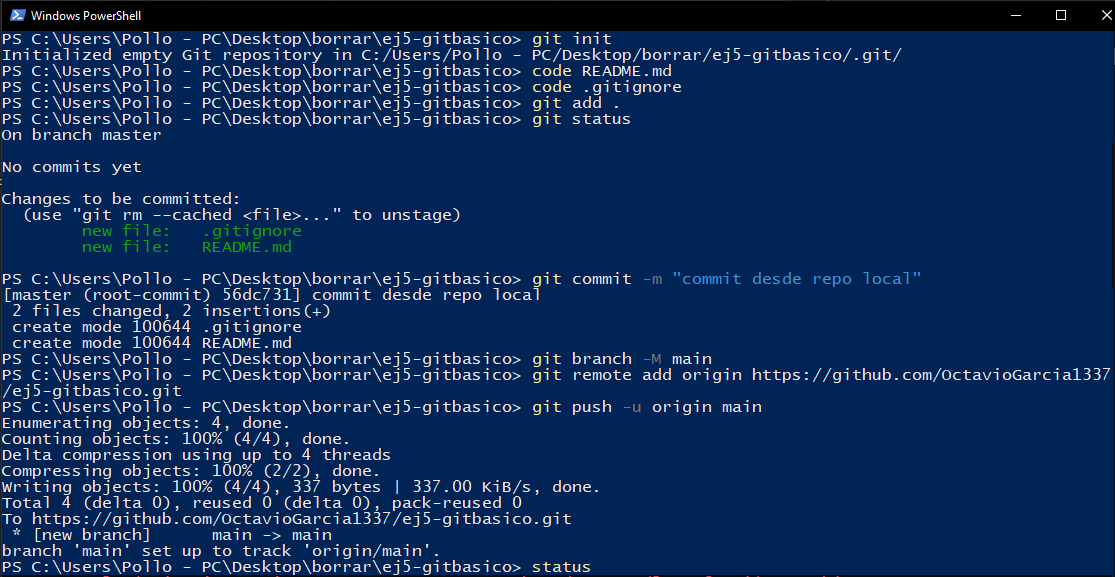 Windows PowerShell
PS C:\Users\Pollo - PC\Desktop\borrar\ej5-gitbasico> git init
Initialized empty Git repository in C:/Users/Pollo - PC/Desktop/borrar/ej5-gitbasico/.git/
PS C:\Users\Pollo - PC\Desktop\borrar\ej5-gitbasico> code README.md
PS C:\Users\Pollo - PC\Desktop\borrar\ej5-gitbasico> code .gitignore
PS C:\Users\Pollo - PC\Desktop\borrar\ej5-gitbasico> git add .
PS C:\Users\Pollo - PC\Desktop\borrar\ej5-gitbasico> git status
On branch master
No commits yet
Changes to be committed:
  (use "git rm --cached <file>..." to unstage)
        new file:   .gitignore
        new file:   README.md
PS C:\Users\Pollo - PC\Desktop\borrar\ej5-gitbasico> git commit -m "commit desde repo local"
[master (root-commit) 56dc731] commit desde repo local
 2 files changed, 2 insertions(+)
 create mode 100644 .gitignore
 create mode 100644 README.md
PS C:\Users\Pollo - PC\Desktop\borrar\ej5-gitbasico> git branch -M main
PS C:\Users\Pollo - PC\Desktop\borrar\ej5-gitbasico> git remote add origin https://github.com/OctavioGarcia1337
/ej5-gitbasico.git
PS C:\Users\Pollo - PC\Desktop\borrar\ej5-gitbasico> git push -u origin main
Enumerating objects: 4, done.
Counting objects: 100% (4/4), done.
Delta compression using up to 4 threads
Compressing objects: 100% (2/2), done.
Writing objects: 100% (4/4), 337 bytes | 337.00 KiB/s, done.
Total 4 (delta 0), reused 0 (delta 0), pack-reused 0
To https://github.com/OctavioGarcia1337/ej5-gitbasico.git
 * [new branch]      main -> main
branch 'main' set up to track 'origin/main'.
PS C:\Users\Pollo - PC\Desktop\borrar\ej5-gitbasico> status